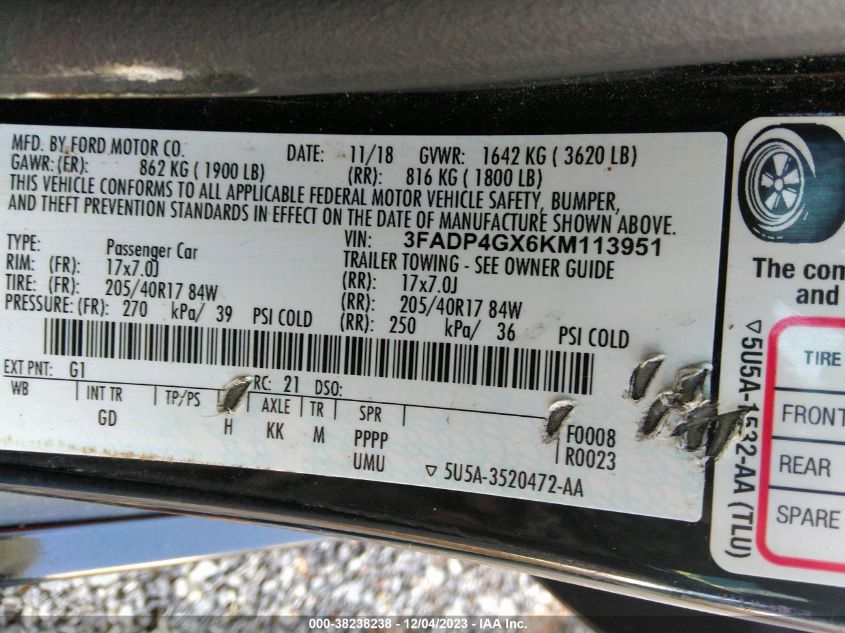 MFD. BY FORD MOTOR CO.
DATE: 11/18 GVWR: 1642 KG ( 3620 LB)
GAWR: (FR): 862 KG ( 1900 LB) (RR): 816 KG ( 1800 LB)
THIS VEHICLE CONFORMS TO ALL APPLICABLE FEDERAL MOTOR VEHICLE SAFETY, BUMPER,
AND THEFT PREVENTION STANDARDS IN EFFECT ON THE DATE OF MANUFACTURE SHOWN ABOVE.
VIN: 3FADP4GX6KM113951
TYPE: Passenger Car TRAILER TOWING - SEE OWNER GUIDE
RIM: (FR): 17x7.0J (RR): 17x7.0J
TIRE: (FR): 205/40R17 84W (RR): 205/40R17 84W
PRESSURE: (FR): 270 kPa/ 39 PSI COLD (RR): 250 kPa/ 36 PSI COLD
EXT PNT: G1 RC: 21 DSO:
WB INT TR TP/PS AXLE TR SPR
GD H KK M PPPP
UMU
F0008
R0023
▽ 5U5A-3520472-AA
The com
and
▽5U5A-1532-AA (TLU)
TIRE
FRONT
REAR
SPARE
000-38238238 - 12/04/2023 - IAA Inc.